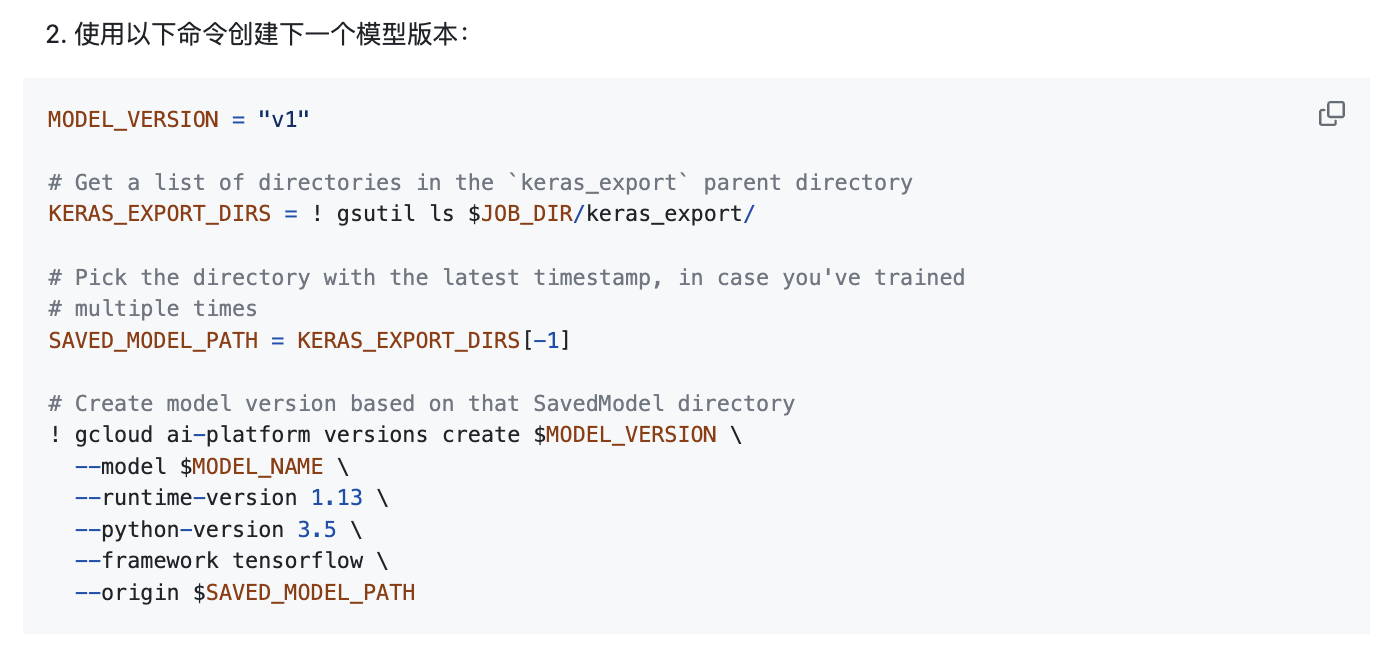 2. 使用以下命令创建下一个模型版本：
MODEL_VERSION = "v1"
# Get a list of directories in the `keras_export` parent directory
KERAS_EXPORT_DIRS = ! gsutil ls $JOB_DIR/keras_export/
# Pick the directory with the latest timestamp, in case you've trained
# multiple times
SAVED_MODEL_PATH = KERAS_EXPORT_DIRS[-1]
# Create model version based on that SavedModel directory
! gcloud ai-platform versions create $MODEL_VERSION \
  --model $MODEL_NAME \
  --runtime-version 1.13 \
  --python-version 3.5 \
  --framework tensorflow \
  --origin $SAVED_MODEL_PATH